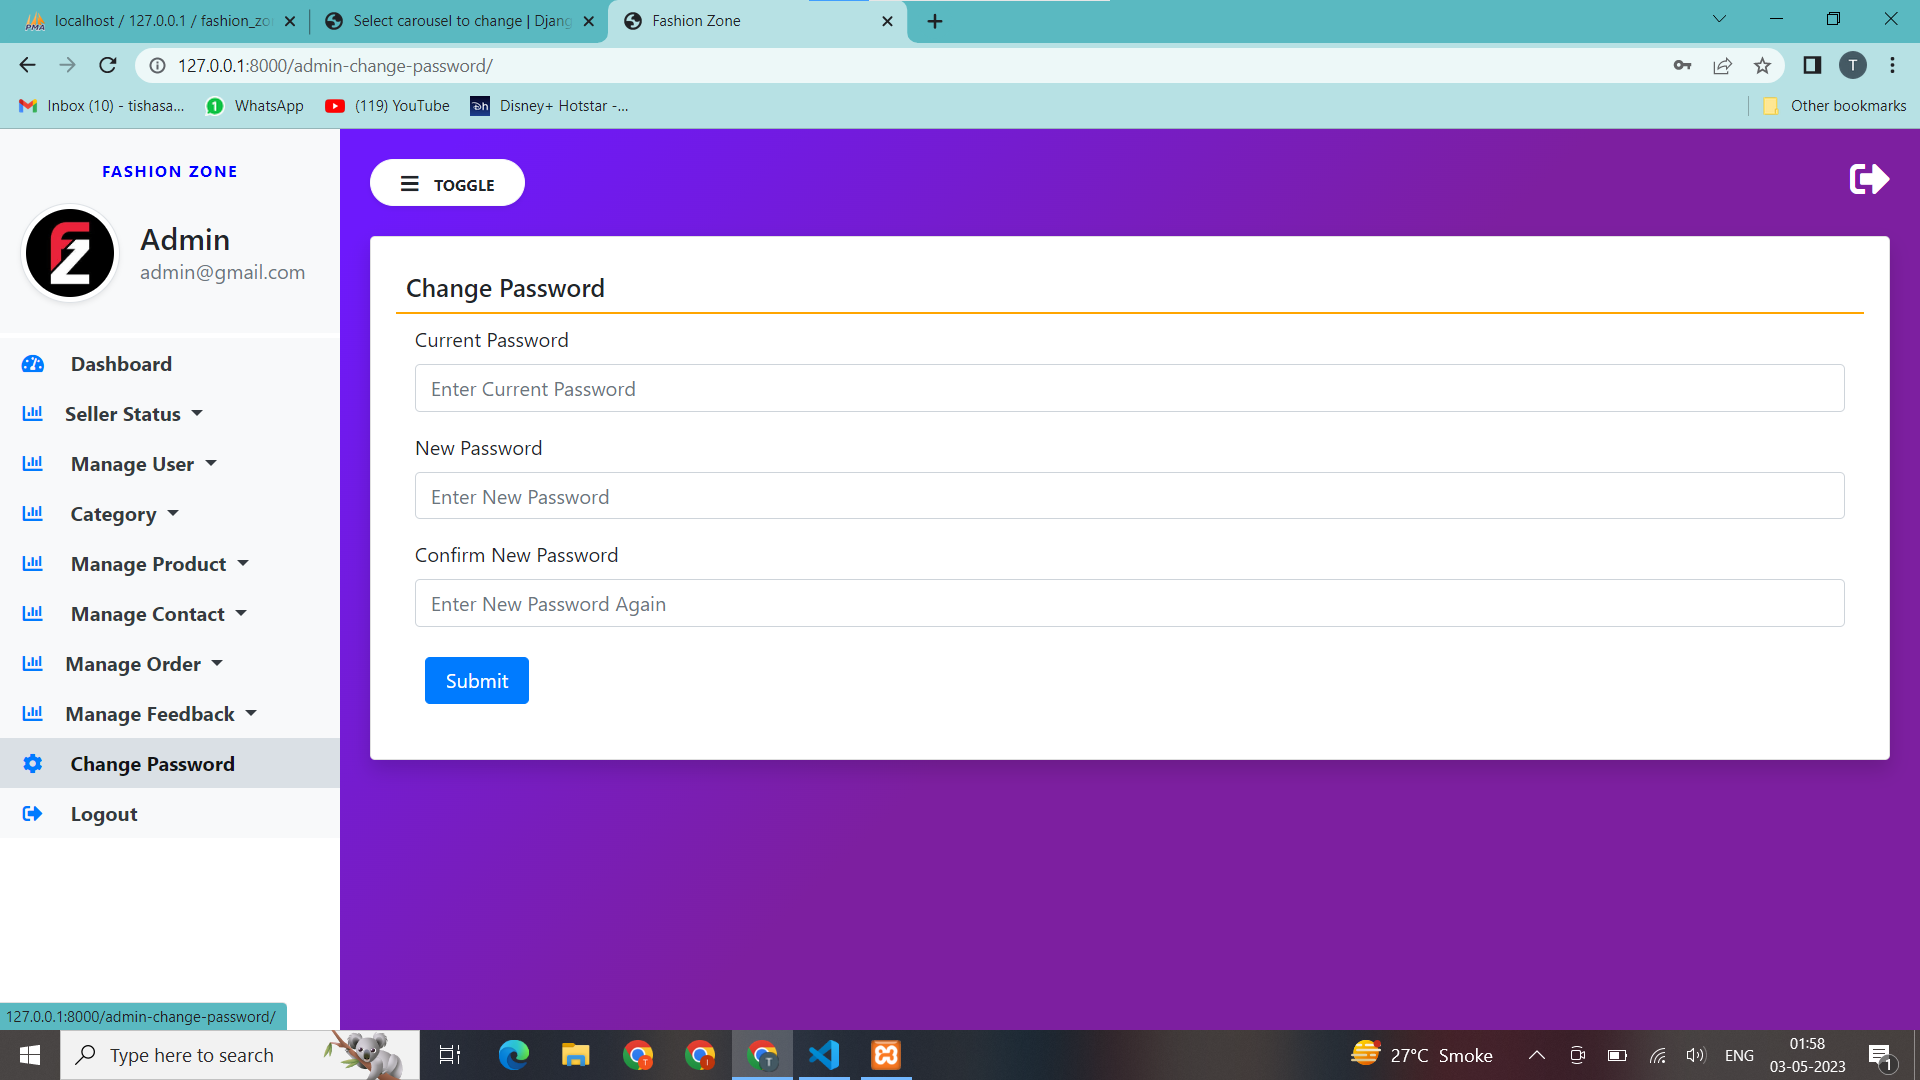 localhost / 127.0.0.1 / fashion_zo
Select carousel to change | Djang
Fashion Zone
127.0.0.1:8000/admin-change-password/
T
Inbox (10) - tishasa...
WhatsApp
(119) YouTube
Disney+ Hotstar -...
Other bookmarks
FASHION ZONE
TOGGLE
FZ
Admin
admin@gmail.com
Change Password
Current Password
Enter Current Password
New Password
Enter New Password
Confirm New Password
Enter New Password Again
Submit
Dashboard
Seller Status
Manage User
Category
Manage Product
Manage Contact
Manage Order
Manage Feedback
Change Password
Logout
127.0.0.1:8000/admin-change-password/
Type here to search
27°C Smoke
ENG
01:58
03-05-2023
1